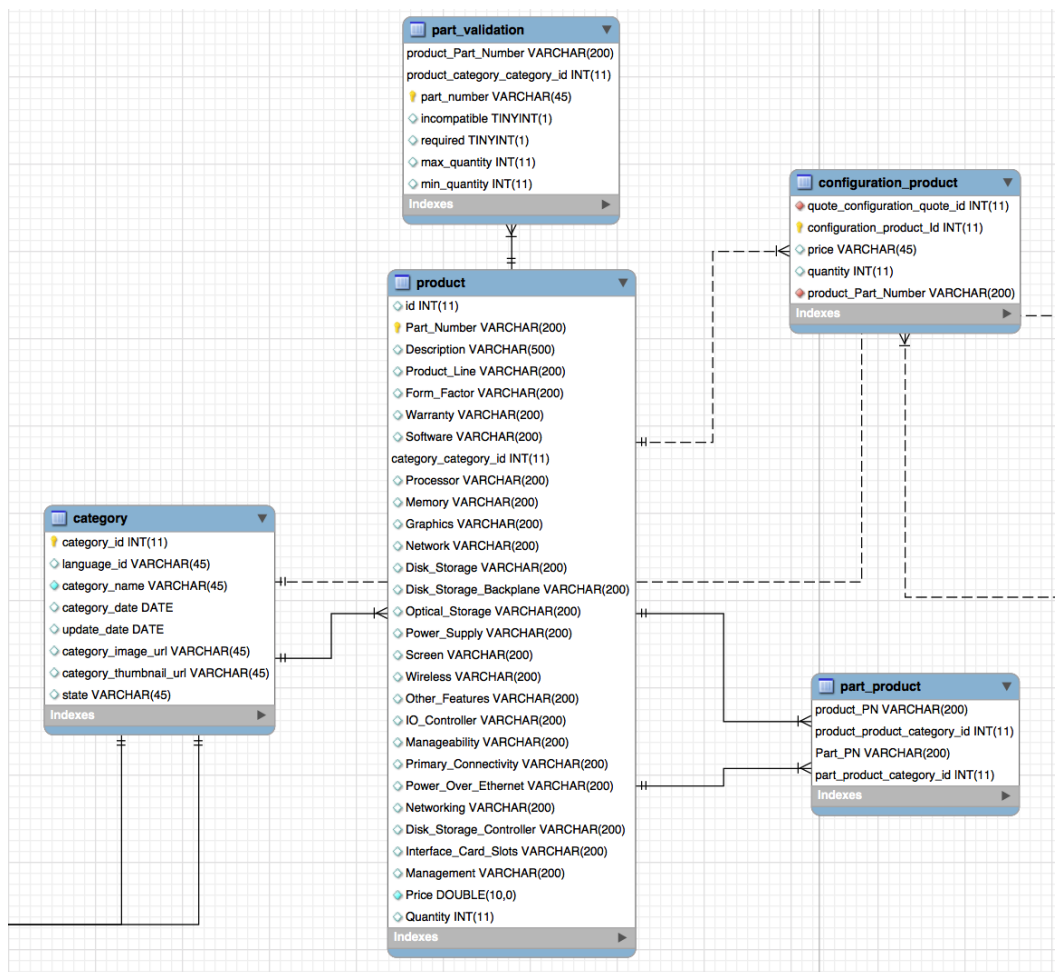 part_validation
product_Part_Number VARCHAR(200)
product_category_category_id INT(11)
part_number VARCHAR(45)
incompatible TINYINT(1)
required TINYINT(1)
max_quantity INT(11)
min_quantity INT(11)
Indexes
configuration_product
quote_configuration_quote_id INT(11)
configuration_product_Id INT(11)
price VARCHAR(45)
quantity INT(11)
product_Part_Number VARCHAR(200)
Indexes
product
id INT(11)
Part_Number VARCHAR(200)
Description VARCHAR(500)
Product_Line VARCHAR(200)
Form_Factor VARCHAR(200)
Warranty VARCHAR(200)
Software VARCHAR(200)
category_category_id INT(11)
Processor VARCHAR(200)
Memory VARCHAR(200)
Graphics VARCHAR(200)
Network VARCHAR(200)
Disk_Storage VARCHAR(200)
Disk_Storage_Backplane VARCHAR(200)
Optical_Storage VARCHAR(200)
Power_Supply VARCHAR(200)
Screen VARCHAR(200)
Wireless VARCHAR(200)
Other_Features VARCHAR(200)
IO_Controller VARCHAR(200)
Manageability VARCHAR(200)
Primary_Connectivity VARCHAR(200)
Power_Over_Ethernet VARCHAR(200)
Networking VARCHAR(200)
Disk_Storage_Controller VARCHAR(200)
Interface_Card_Slots VARCHAR(200)
Management VARCHAR(200)
Price DOUBLE(10,0)
Quantity INT(11)
Indexes
category
category_id INT(11)
language_id VARCHAR(45)
category_name VARCHAR(45)
category_date DATE
update_date DATE
category_image_url VARCHAR(45)
category_thumbnail_url VARCHAR(45)
state VARCHAR(45)
Indexes
part_product
product_PN VARCHAR(200)
product_product_category_id INT(11)
Part_PN VARCHAR(200)
part_product_category_id INT(11)
Indexes